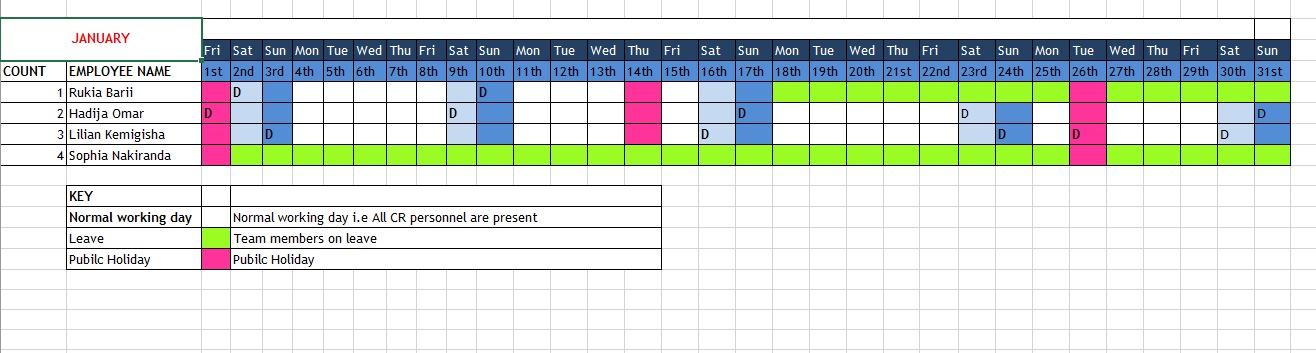 JANUARY
Fri Sat Sun Mon Tue Wed Thu Fri Sat Sun Mon Tue Wed Thu Fri Sat Sun Mon Tue Wed Thu Fri Sat Sun Mon Tue Wed Thu Fri Sat Sun
COUNT EMPLOYEE NAME 1st 2nd 3rd 4th 5th 6th 7th 8th 9th 10th 11th 12th 13th 14th 15th 16th 17th 18th 19th 20th 21st 22nd 23rd 24th 25th 26th 27th 28th 29th 30th 31st
1 Rukia Barii D D
2 Hadija Omar D D D D D
3 Lilian Kemigisha D D D D D
4 Sophia Nakiranda
KEY
Normal working day Normal working day i.e All CR personnel are present
Leave Team members on leave
Pubilc Holiday Pubilc Holiday